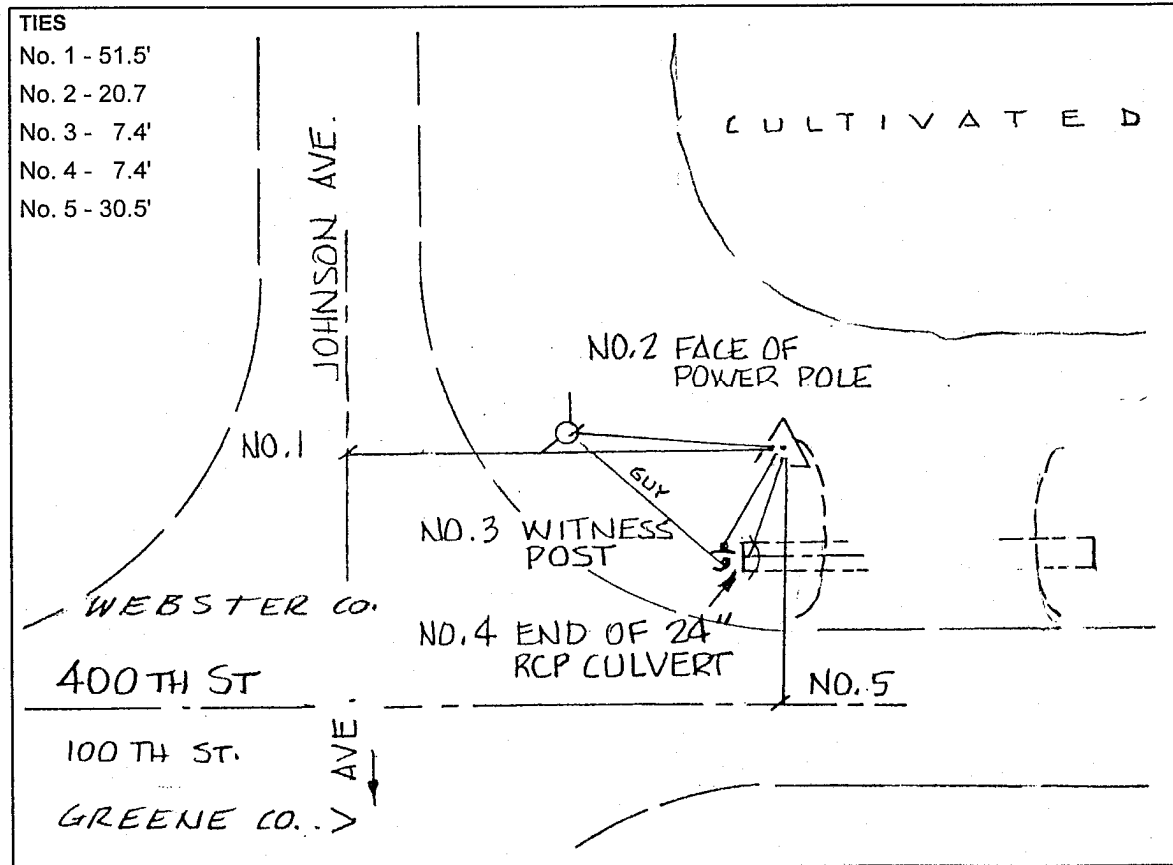 TIES
No. 1 - 51.5'
No. 2 - 20.7
No. 3 - 7.4'
No. 4 - 7.4'
No. 5 - 30.5'
CULTIVATED
JOHNSON AVE.
NO.2 FACE OF
POWER POLE
NO.1
GUY
NO.3 WITNESS
POST
WEBSTER CO.
NO.4 END OF 24"
RCP CULVERT
400TH ST
NO.5
100TH ST.
AVE.
GREENE CO..>